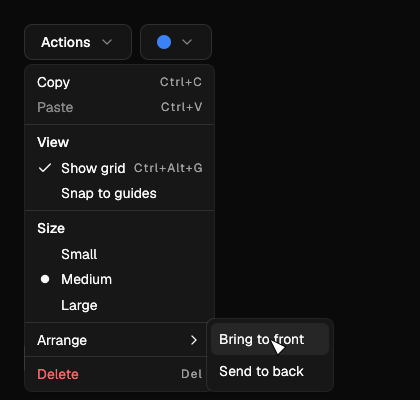 Actions
Copy Ctrl+C
Paste Ctrl+V
View
Show grid Ctrl+Alt+G
Snap to guides
Size
Small
Medium
Large
Arrange
Bring to front
Send to back
Delete Del